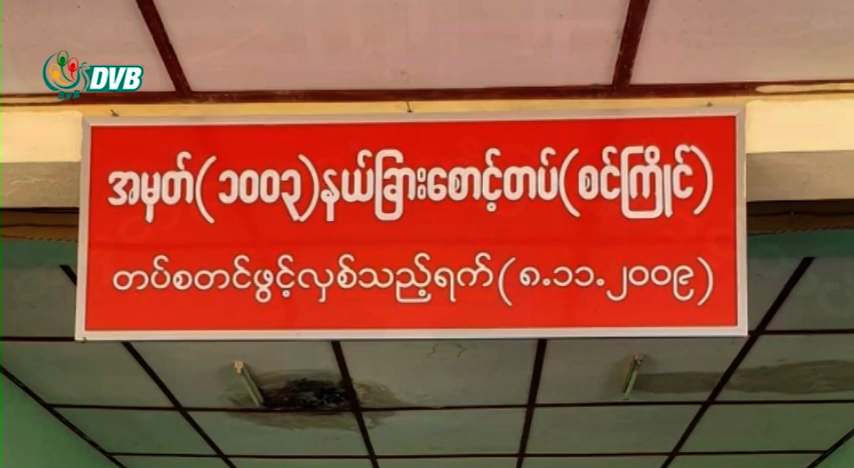 DVB
အမှတ်(၁၀၀၃)နယ်ခြားစောင့်တပ်(စင်ကြိုင်)
တပ်စတင်ဖွင့်လှစ်သည့်ရက်(၈.၁၁.၂၀၀၉)